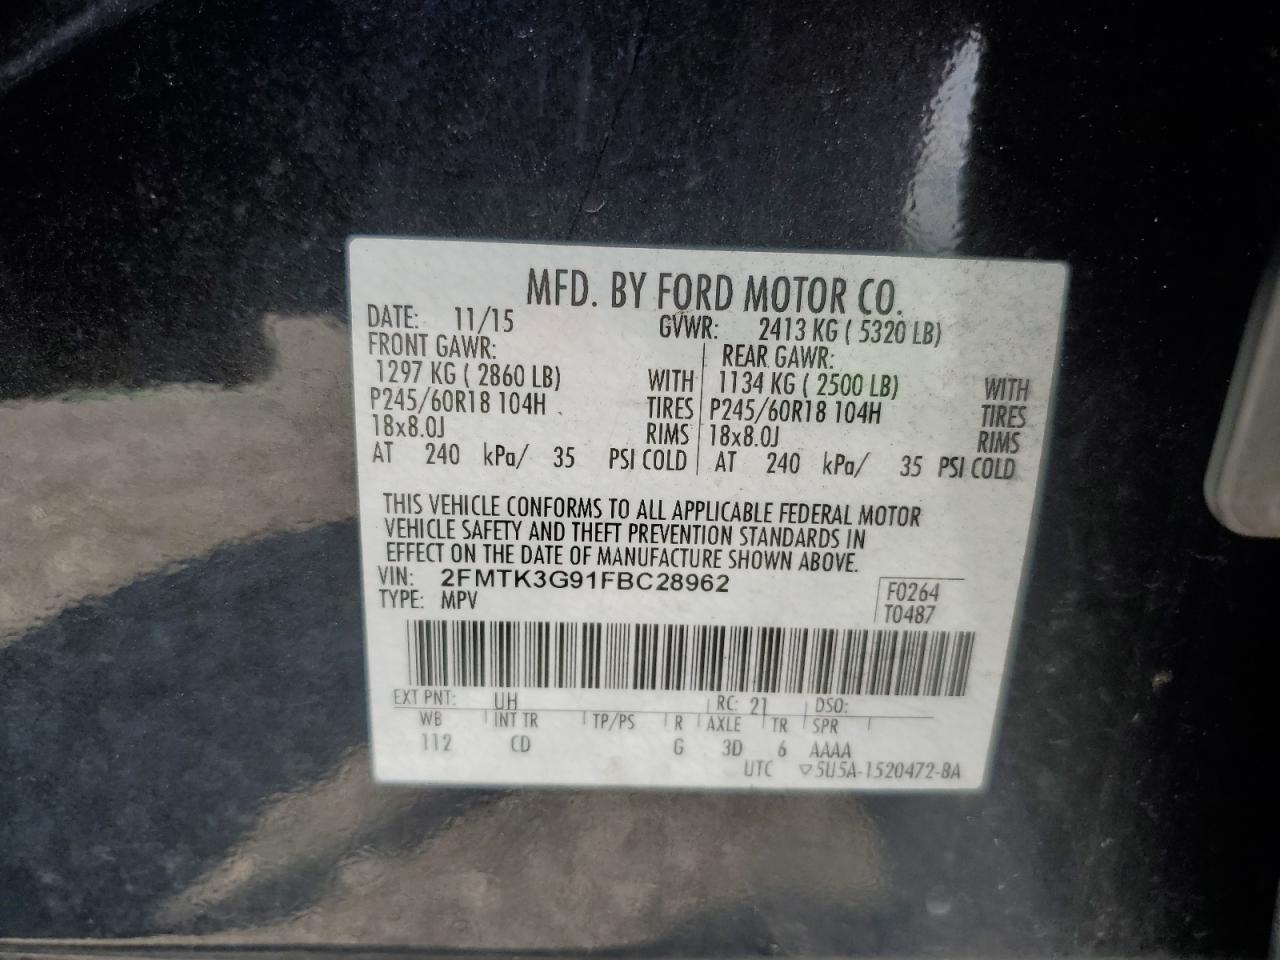 MFD. BY FORD MOTOR CO.
DATE: 11/15 GVWR: 2413 KG ( 5320 LB)
FRONT GAWR: REAR GAWR:
1297 KG ( 2860 LB) WITH 1134 KG ( 2500 LB) WITH
P245/60R18 104H TIRES P245/60R18 104H TIRES
18x8.0J RIMS 18x8.0J RIMS
AT 240 kPa/ 35 PSI COLD AT 240 kPa/ 35 PSI COLD
THIS VEHICLE CONFORMS TO ALL APPLICABLE FEDERAL MOTOR
VEHICLE SAFETY AND THEFT PREVENTION STANDARDS IN
EFFECT ON THE DATE OF MANUFACTURE SHOWN ABOVE.
VIN: 2FMTK3G91FBC28962 F0264
TYPE: MPV T0487
EXT PNT: UH RC: 21 DSO:
WB INT TR TP/PS R AXLE TR SPR
112 CD G 3D 6 AAAA
UTC ▽5U5A-1520472-BA